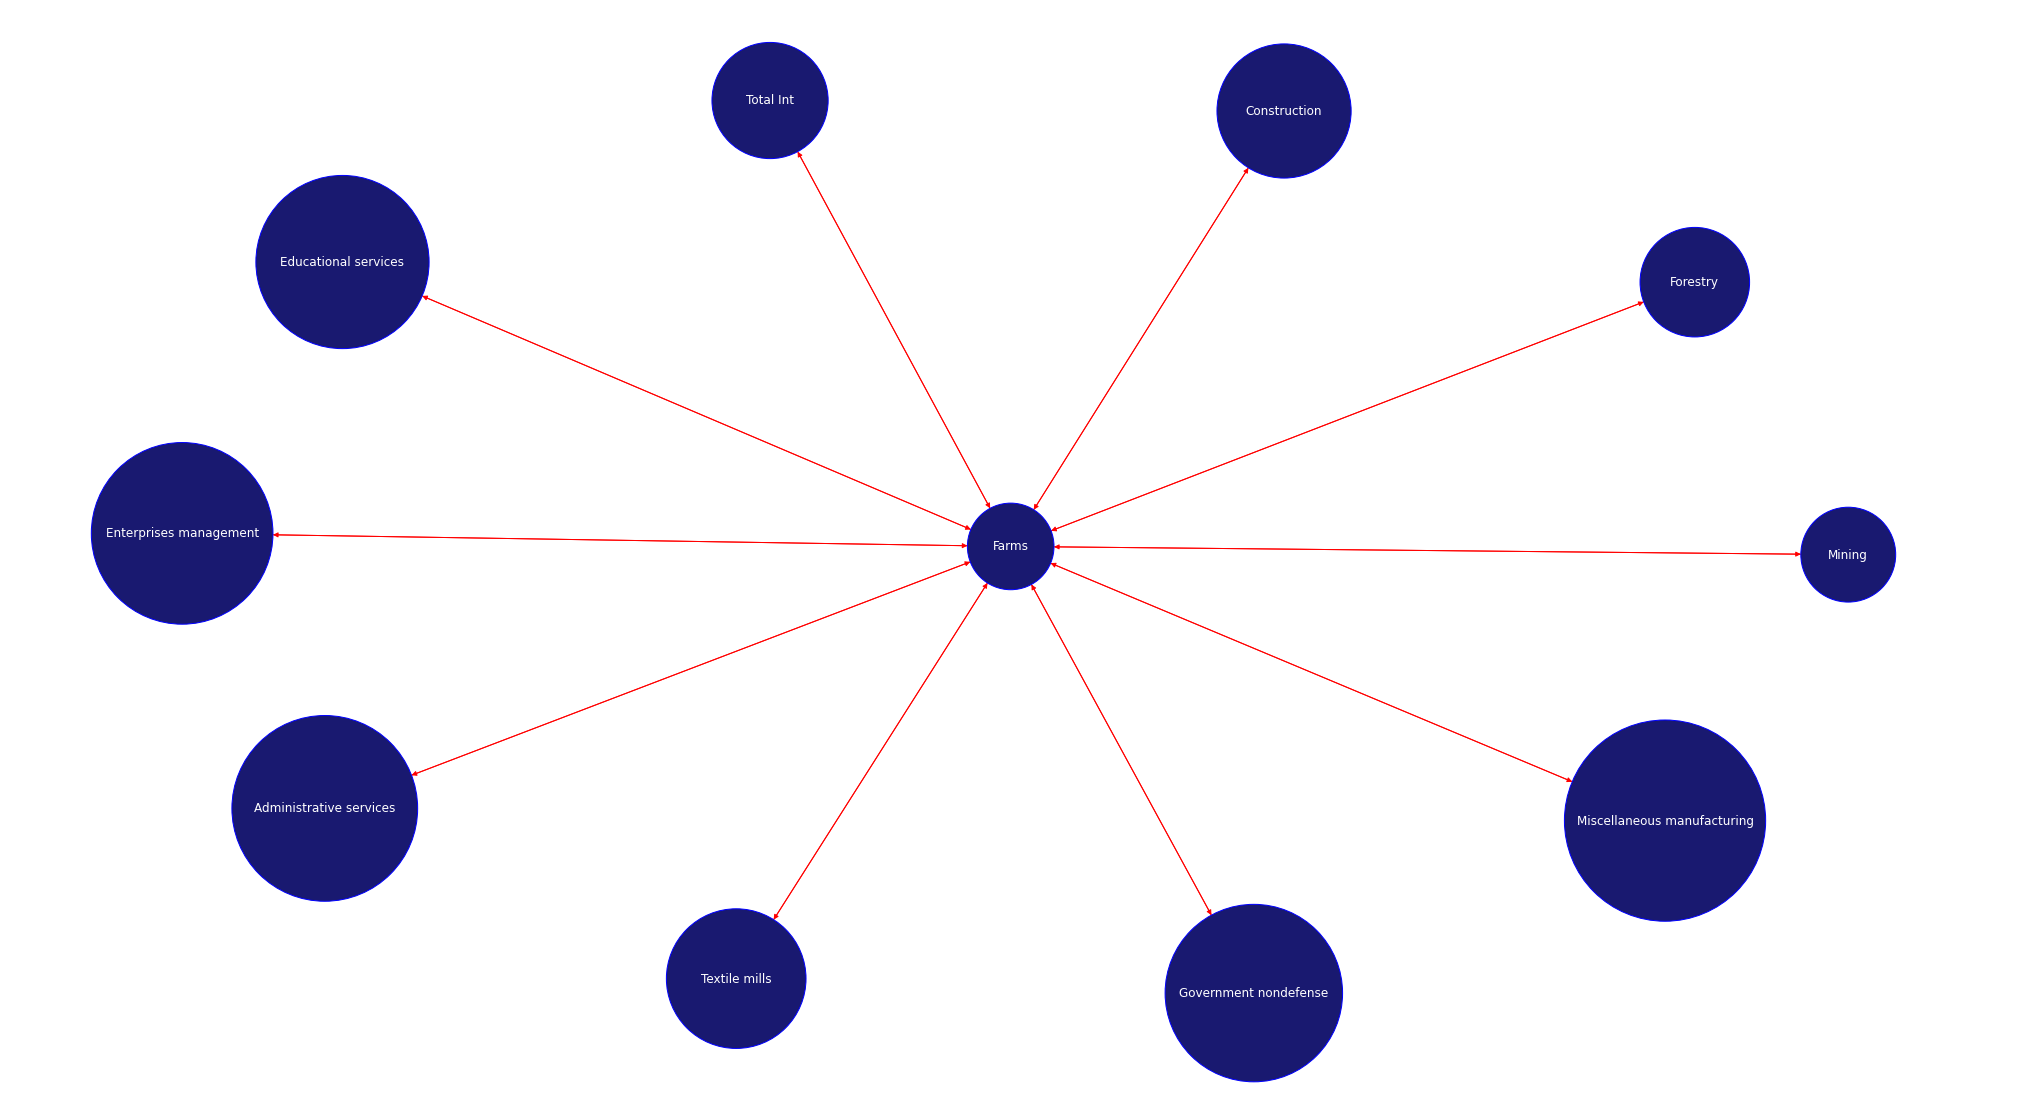 Total Int
Construction
Educational services
Forestry
Enterprises management
Farms
Mining
Administrative services
Miscellaneous manufacturing
Textile mills
Government nondefense